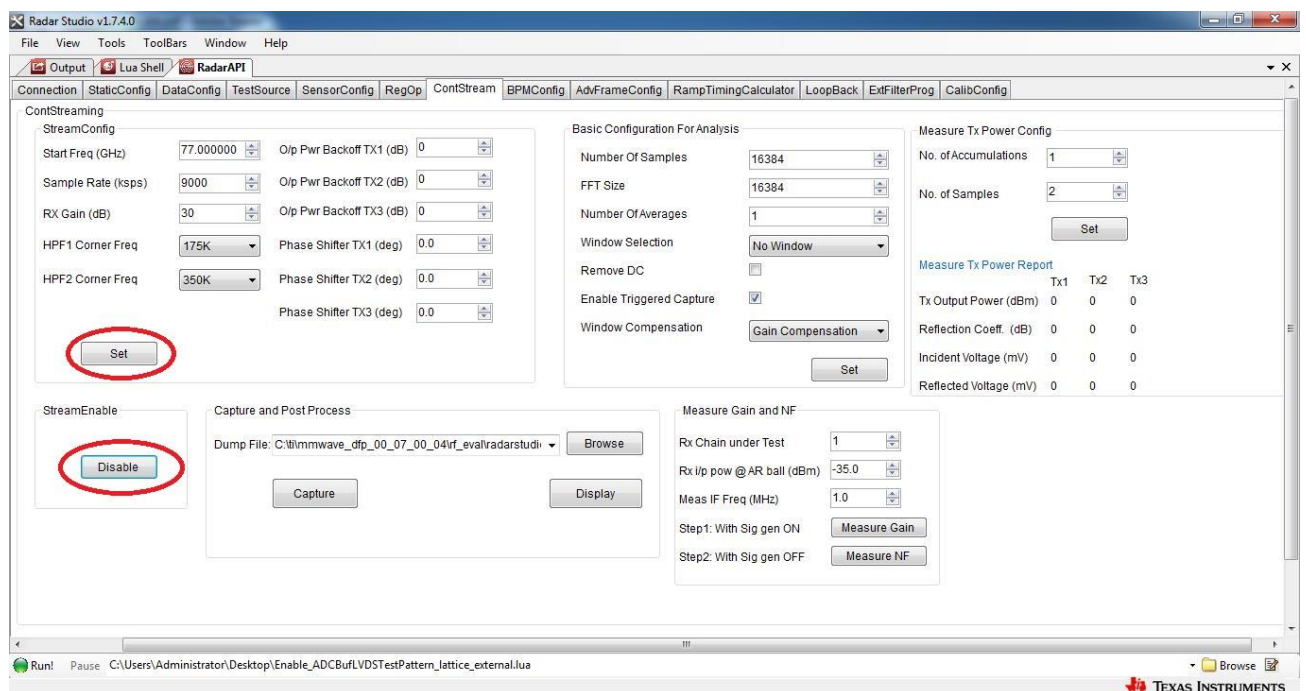 Radar Studio v1.7.4.0
File View Tools ToolBars Window Help
Output Lua Shell RadarAPI
Connection StaticConfig DataConfig TestSource SensorConfig RegOp ContStream BPMConfig AdvFrameConfig RampTimingCalculator LoopBack ExtFilterProg CalibConfig
ContStreaming
StreamConfig
Start Freq (GHz) 77.000000 O/p Pwr Backoff TX1 (dB) 0
Sample Rate (ksps) 9000 O/p Pwr Backoff TX2 (dB) 0
RX Gain (dB) 30 O/p Pwr Backoff TX3 (dB) 0
HPF1 Corner Freq 175K Phase Shifter TX1 (deg) 0.0
HPF2 Corner Freq 350K Phase Shifter TX2 (deg) 0.0
Phase Shifter TX3 (deg) 0.0
Set
Basic Configuration For Analysis
Number Of Samples 16384
FFT Size 16384
Number Of Averages 1
Window Selection No Window
Remove DC
Enable Triggered Capture
Window Compensation Gain Compensation
Set
Measure Tx Power Config
No. of Accumulations 1
No. of Samples 2
Set
Measure Tx Power Report
Tx1 Tx2 Tx3
Tx Output Power (dBm) 0 0 0
Reflection Coeff. (dB) 0 0 0
Incident Voltage (mV) 0 0 0
Reflected Voltage (mV) 0 0 0
StreamEnable
Disable
Capture and Post Process
Dump File: C:\ti\mmwave_dfp_00_07_00_04\rf_eval\radarstudi Browse
Capture Display
Measure Gain and NF
Rx Chain under Test 1
Rx i/p pow @ AR ball (dBm) -35.0
Meas IF Freq (MHz) 1.0
Step1: With Sig gen ON Measure Gain
Step2: With Sig gen OFF Measure NF
Run! Pause C:\Users\Administrator\Desktop\Enable_ADCBufLVDSTestPattern_lattice_external.lua Browse
TEXAS INSTRUMENTS